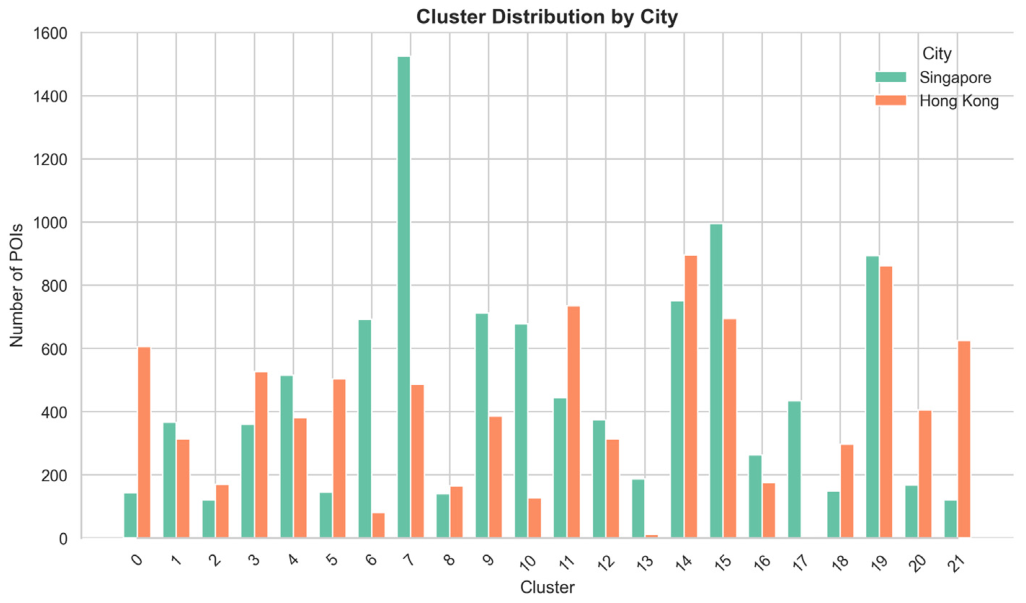 Cluster Distribution by City
1600
1400
1200
1000
800
600
400
200
0
Number of POIs
City
Singapore
Hong Kong
0 1 2 3 4 5 6 7 8 9 10 11 12 13 14 15 16 17 18 19 20 21
Cluster